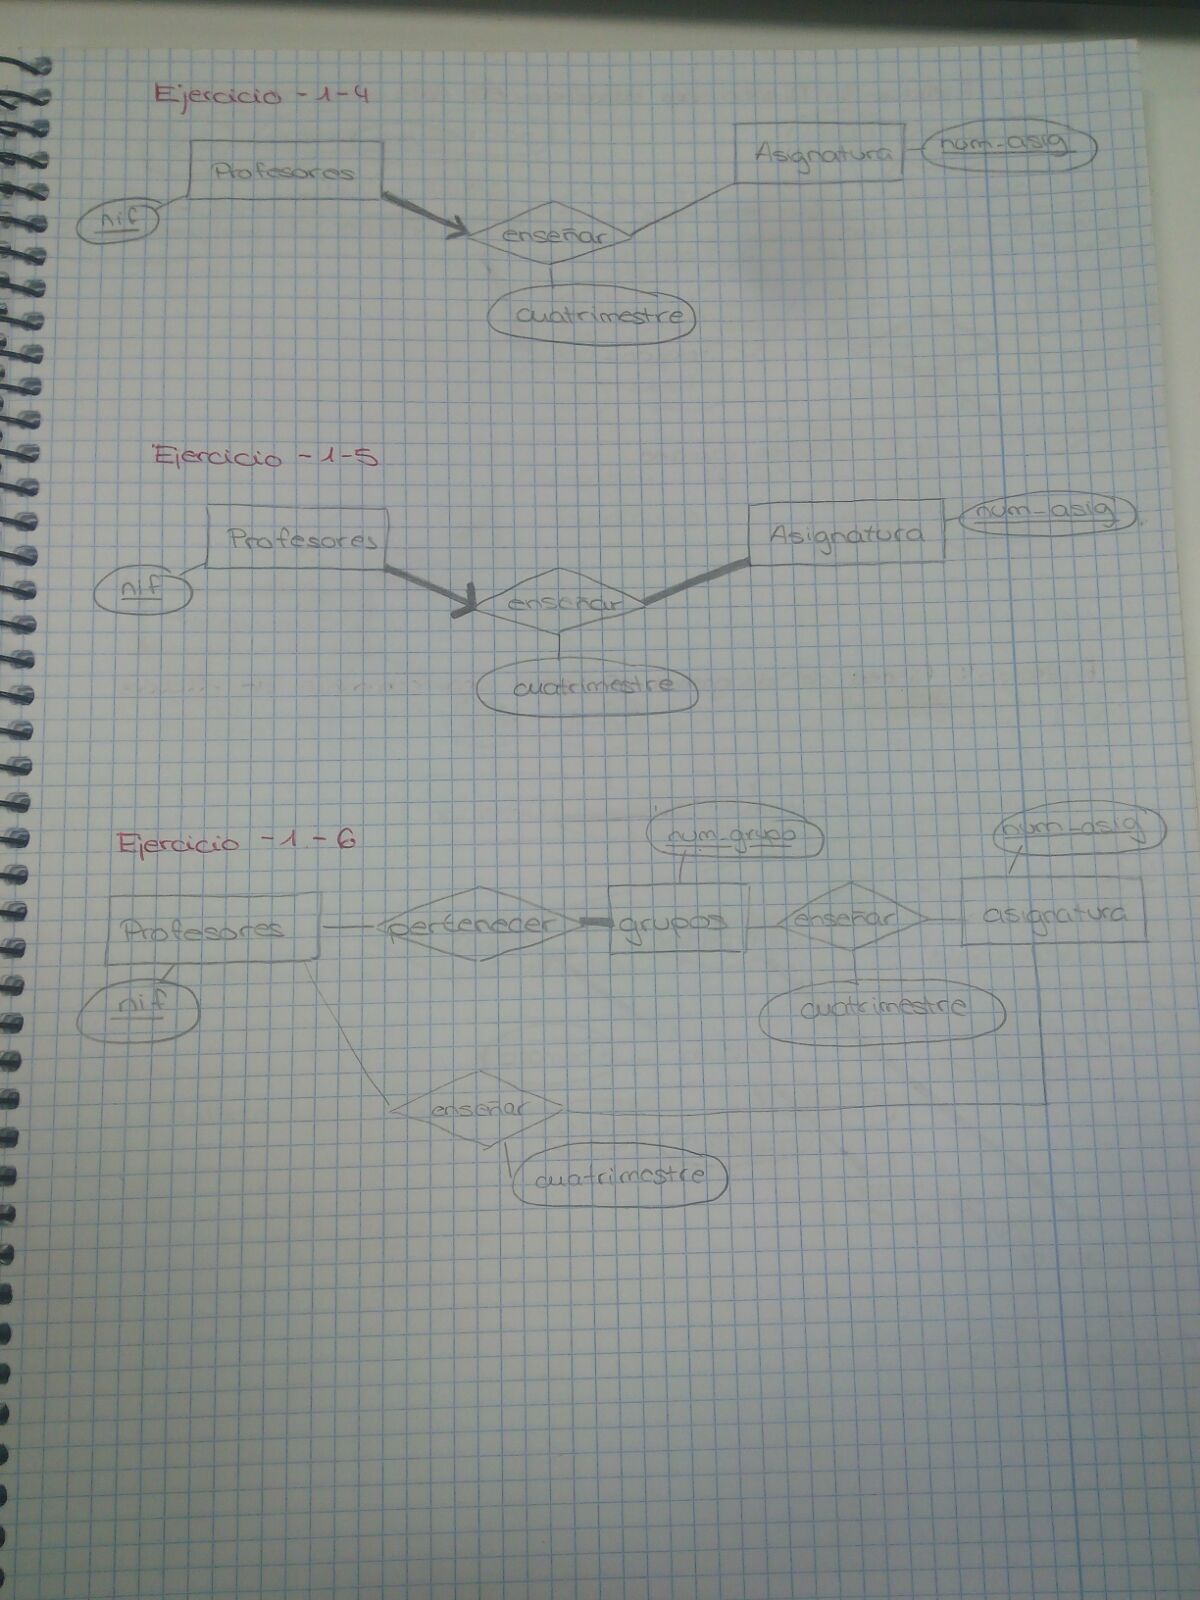 Ejercicio - 1-4
Profesores
Asignatura
num-asig
nif
enseñar
cuatrimestre
Ejercicio - 1-5
Profesores
Asignatura
num-asig
nif
enseñar
cuatrimestre
Ejercicio - 1 - 6
num-grupo
num-asig
Profesores
pertenecer
grupos
enseñar
asignatura
nif
cuatrimestre
enseñar
cuatrimestre